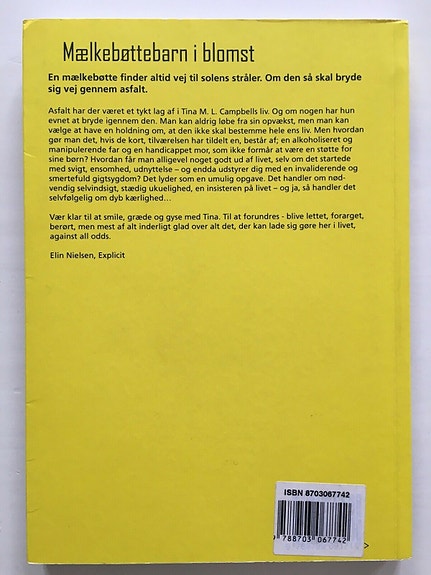 Mælkebøttebarn i blomst
En mælkebøtte finder altid vej til solens stråler. Om den så skal bryde
sig vej gennem asfalt.
Asfalt har der været et tykt lag af i Tina M. L. Campbells liv. Og om nogen har hun
evnet at bryde igennem den. Man kan aldrig løbe fra sin opvækst, men man kan
vælge at have en holdning om, at den ikke skal bestemme hele ens liv. Men hvordan
gør man det, hvis de kort, tilværelsen har tildelt en, består af; en alkoholiseret og
manipulerende far og en handicappet mor, som ikke formår at være en støtte for
sine børn? Hvordan får man alligevel noget godt ud af livet, selv om det startede
med svigt, ensomhed, udnyttelse – og endda udstyrer dig med en invaliderende og
smertefuld gigtsygdom? Det lyder som en umulig opgave. Det handler om nød-
vendig selvindsigt, stædig ukuelighed, en insisteren på livet – og ja, så handler det
selvfølgelig om dyb kærlighed...
Vær klar til at smile, græde og gyse med Tina. Til at forundres - blive lettet, forarget,
berørt, men mest af alt inderligt glad over alt det, der kan lade sig gøre her i livet,
against all odds.
Elin Nielsen, Explicit
ISBN 8703067742
9 788703 067742 >